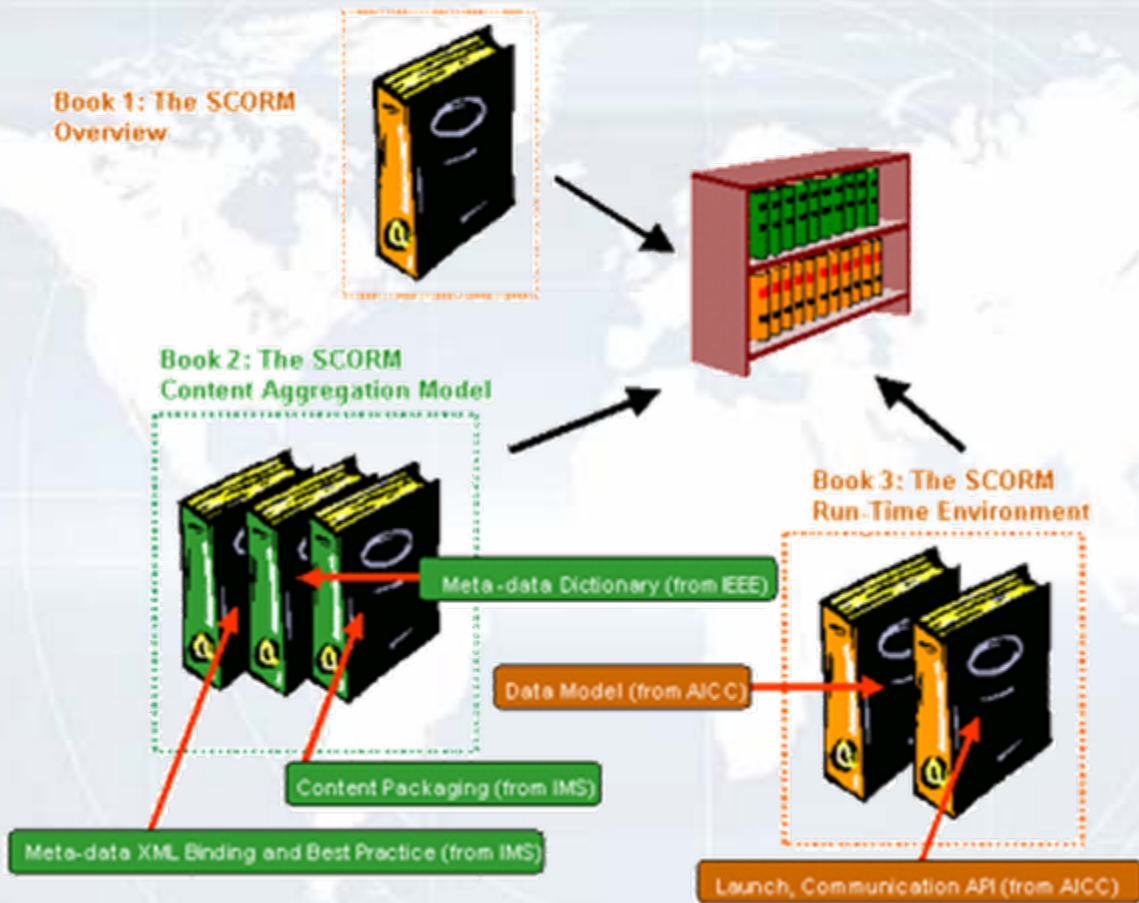 Book 1: The SCORM
Overview
Book 2: The SCORM
Content Aggregation Model
Book 3: The SCORM
Run-Time Environment
Meta-data Dictionary (from IEEE)
Data Model (from AICC)
Content Packaging (from IMS)
Meta-data XML Binding and Best Practice (from IMS)
Launch, Communication API (from AICC)